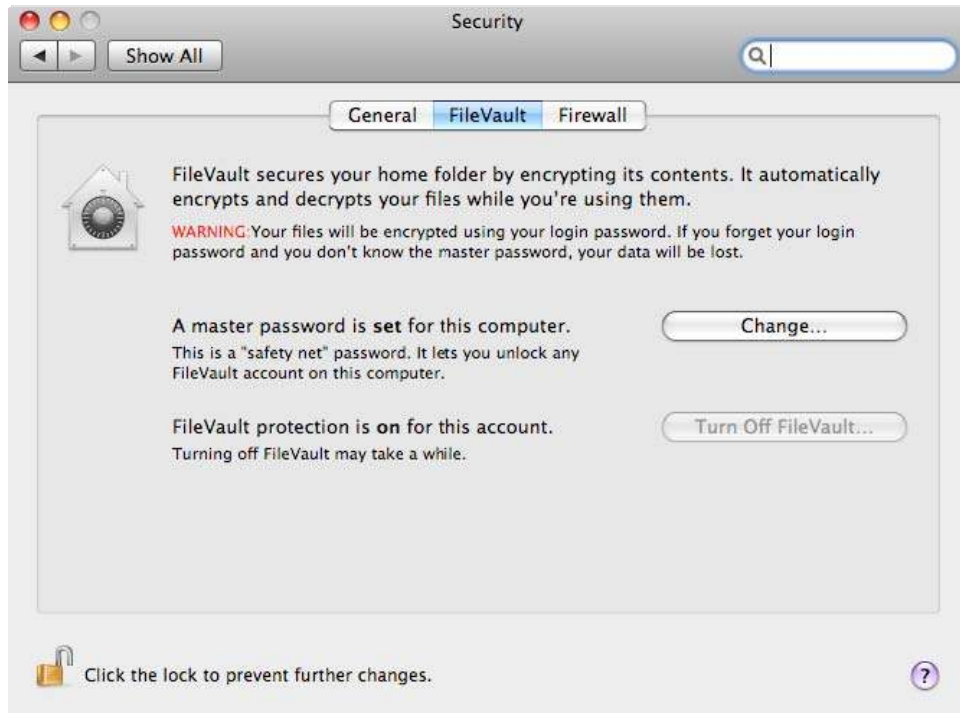 Security
Show All
General FileVault Firewall
FileVault secures your home folder by encrypting its contents. It automatically
encrypts and decrypts your files while you're using them.
WARNING:Your files will be encrypted using your login password. If you forget your login
password and you don't know the master password, your data will be lost.
A master password is set for this computer.
Change...
This is a "safety net" password. It lets you unlock any
FileVault account on this computer.
FileVault protection is on for this account.
Turn Off FileVault...
Turning off FileVault may take a while.
Click the lock to prevent further changes.
?